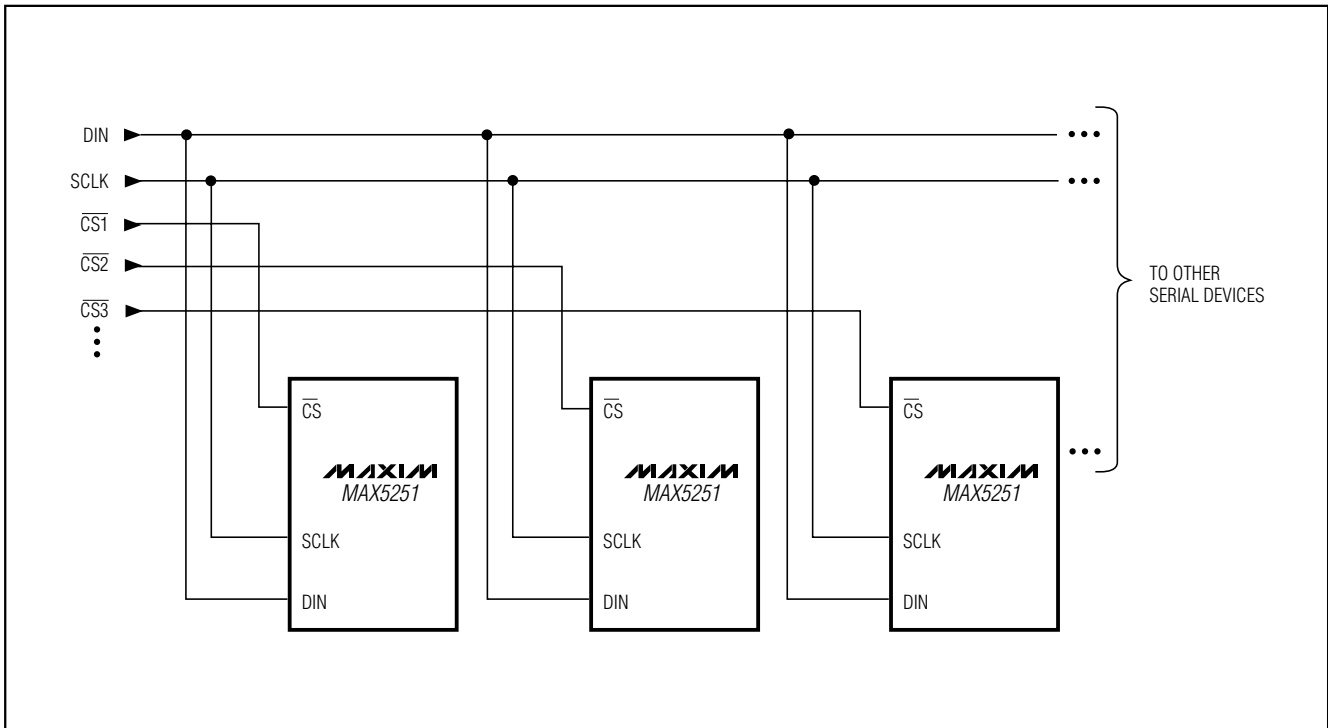 DIN
SCLK
CS1
CS2
CS3
TO OTHER
SERIAL DEVICES
CS
MAXIM
MAX5251
SCLK
DIN
CS
MAXIM
MAX5251
SCLK
DIN
CS
MAXIM
MAX5251
SCLK
DIN